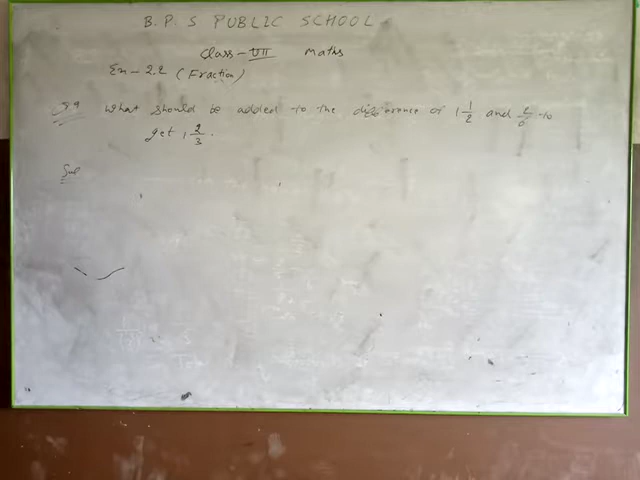 B. P. S PUBLIC SCHOOL
Class - VII Maths
Ex - 2.2 (Fraction)
What should be added to the difference of 1 1/2 and to
get 1 2/3.
Sol